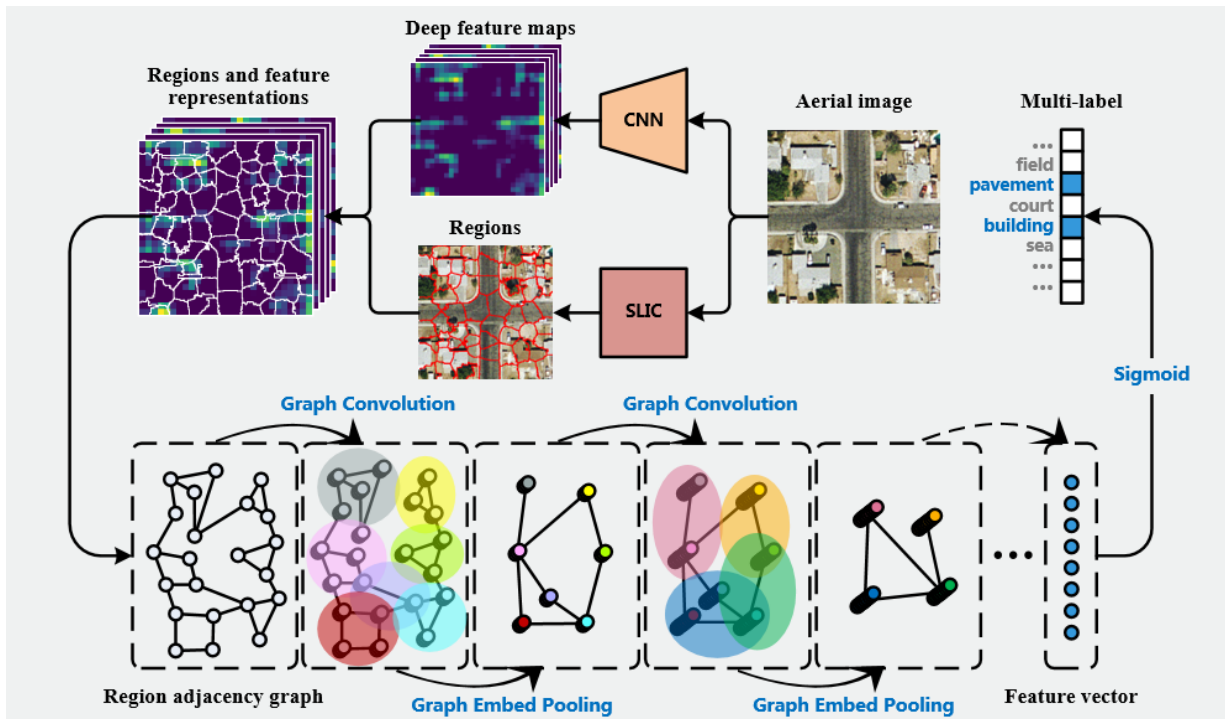 Deep feature maps
Regions and feature
representations
CNN
Aerial image
Multi-label
...
field
pavement
court
building
sea
...
...
Regions
SLIC
Sigmoid
Graph Convolution
Graph Convolution
Region adjacency graph
Graph Embed Pooling
Graph Embed Pooling
Feature vector